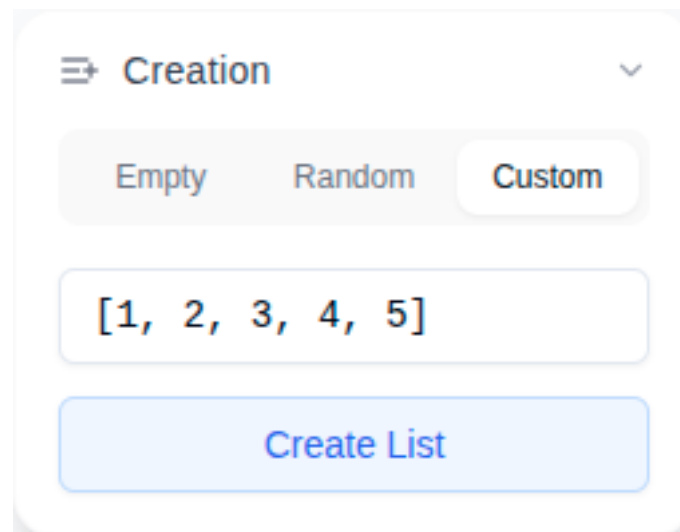 Creation
Empty Random Custom
[1, 2, 3, 4, 5]
Create List